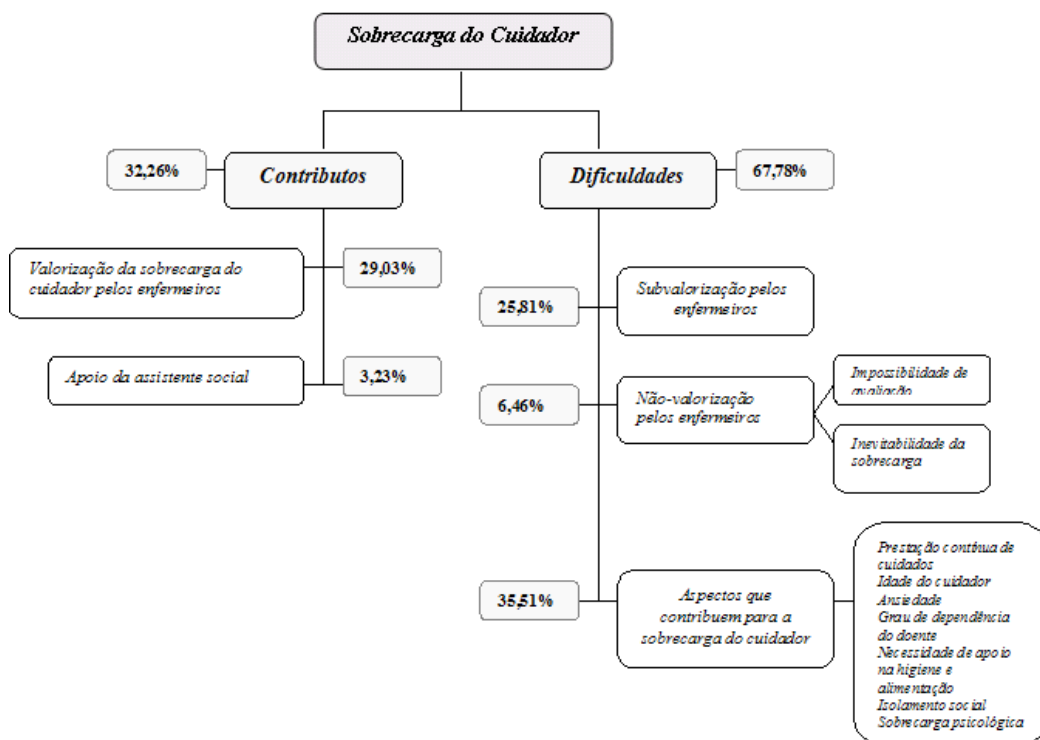 Sobrecarga do Cuidador
32,26%
Contributos
Dificuldades
67,78%
Valorização da sobrecarga do
cuidador pelos enfermeiros
29,03%
Apoio da assistente social
3,23%
25,81%
Subvalorização pelos
enfermeiros
6,46%
Não-valorização
pelos enfermeiros
Impossibilidade de
avaliação
Inevitabilidade da
sobrecarga
35,51%
Aspectos que
contribuem para a
sobrecarga do cuidador
Prestação contínua de
cuidados
Idade do cuidador
Ansiedade
Grau de dependência
do doente
Necessidade de apoio
na higiene e
alimentação
Isolamento social
Sobrecarga psicológica